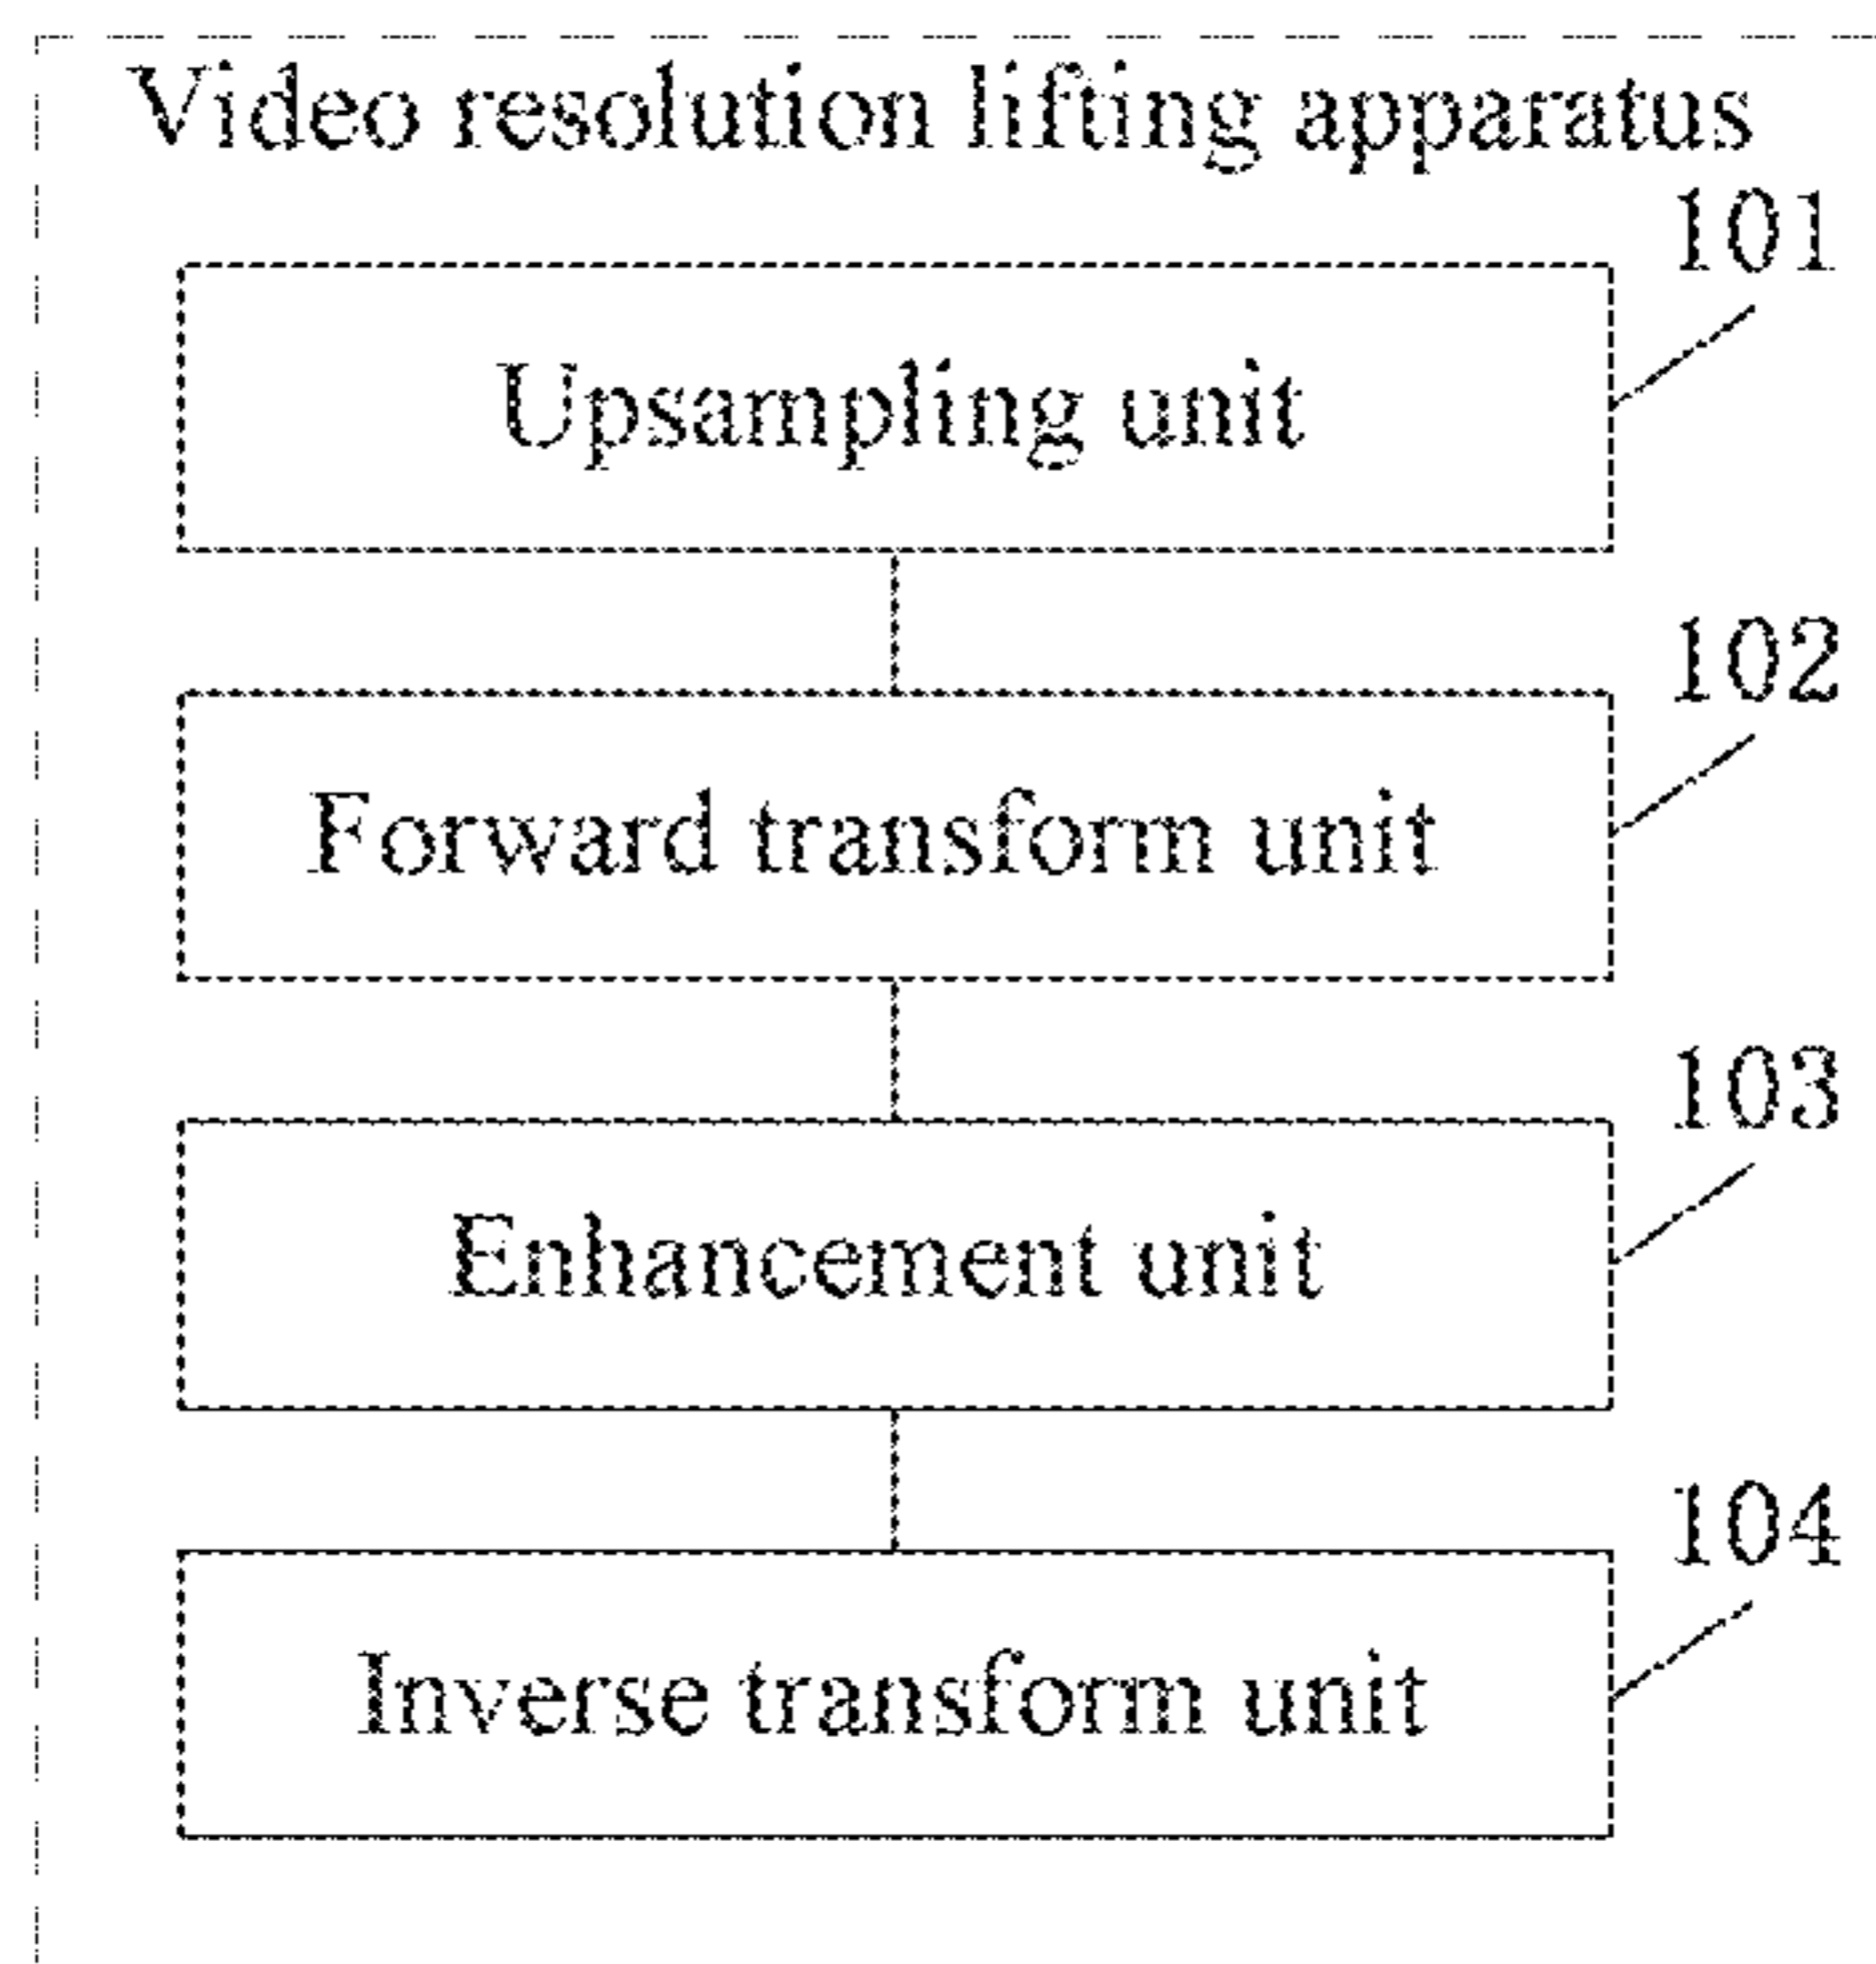 Video resolution lifting apparatus
101
Upsampling unit
102
Forward transform unit
103
Enhancement unit
104
Inverse transform unit